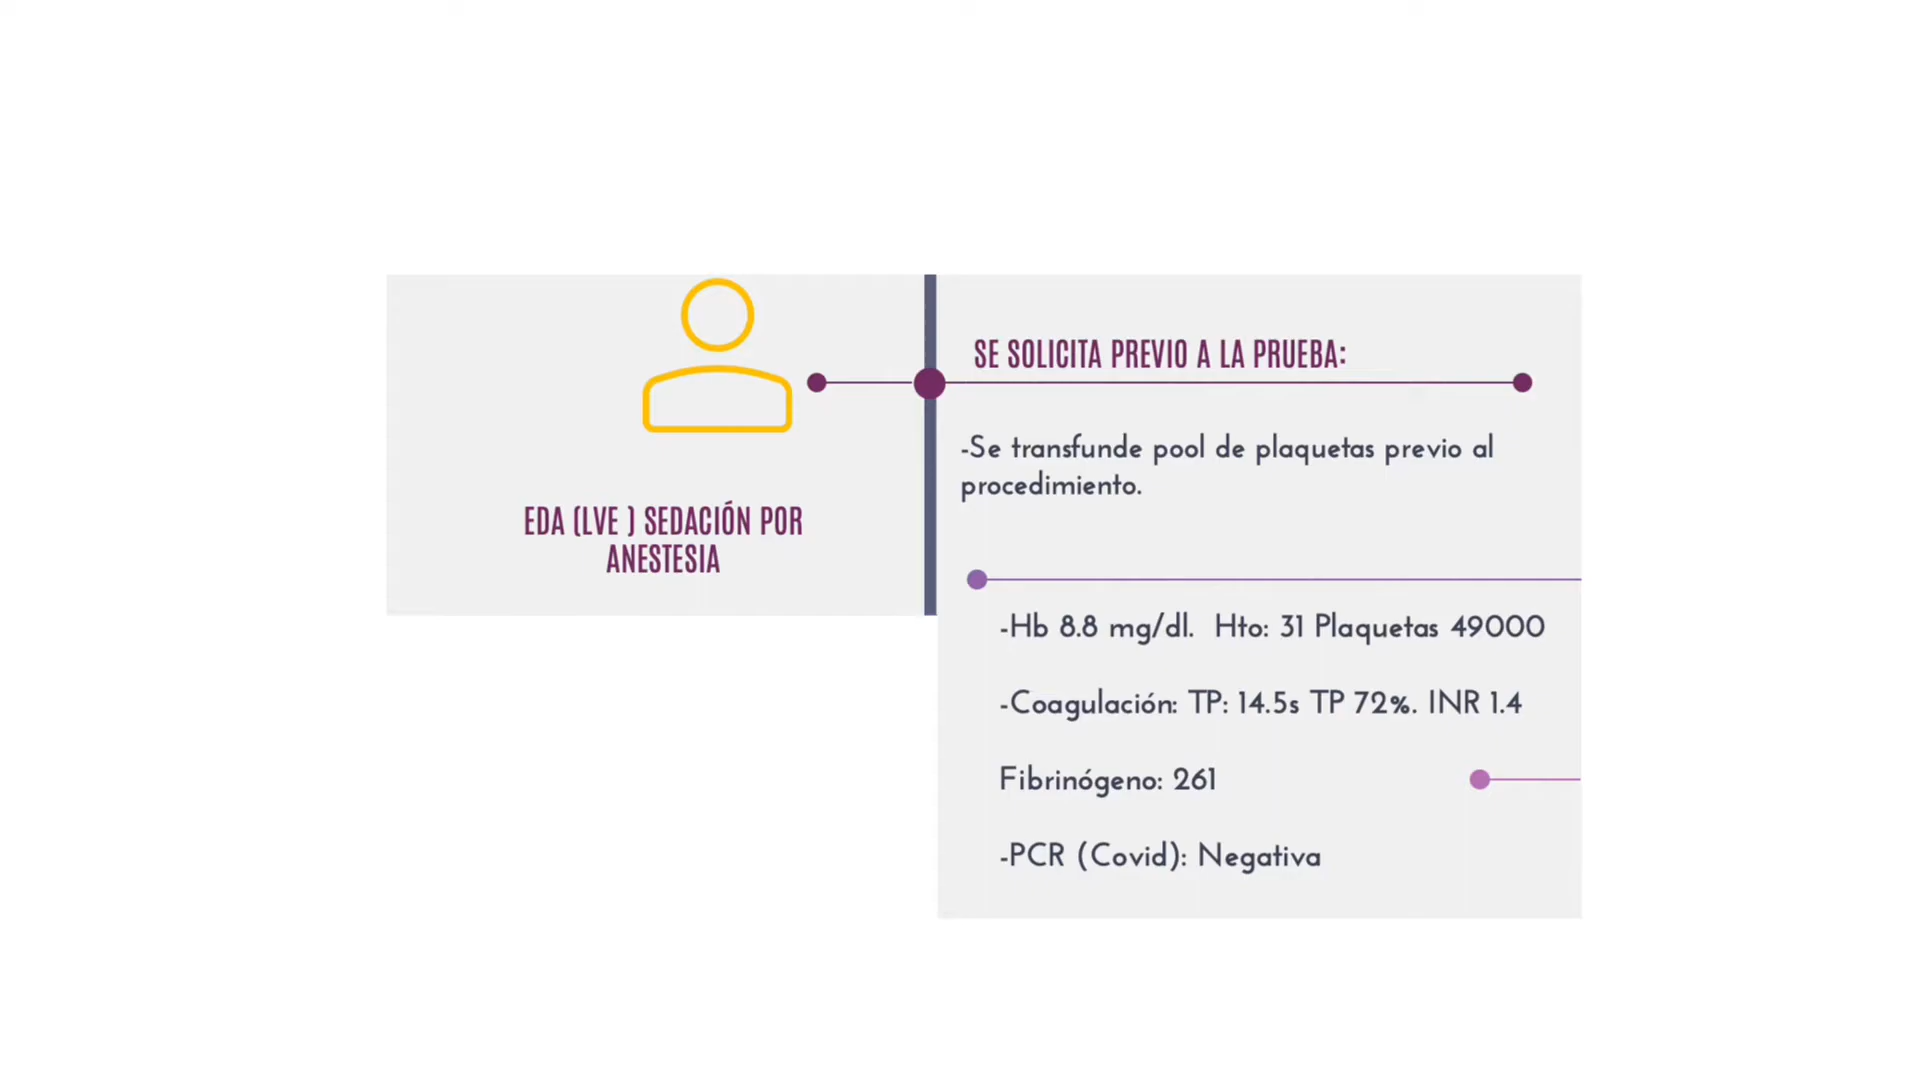 EDA (LVE ) SEDACIÓN POR
ANESTESIA
SE SOLICITA PREVIO A LA PRUEBA:
-Se transfunde pool de plaquetas previo al
procedimiento.
-Hb 8.8 mg/dl. Hto: 31 Plaquetas 49000
-Coagulación: TP: 14.5s TP 72%. INR 1.4
Fibrinógeno: 261
-PCR (Covid): Negativa